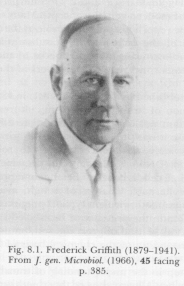 Fig. 8.1. Frederick Griffith (1879–1941).
From J. gen. Microbiol. (1966), 45 facing
p. 385.